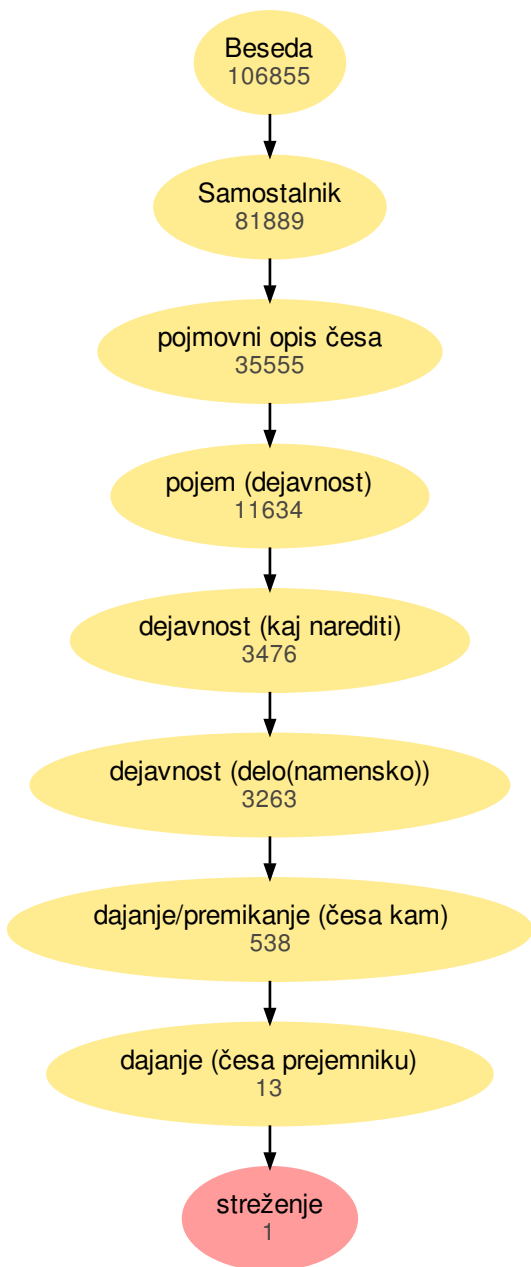 Beseda
106855
Samostalnik
81889
pojmovni opis česa
35555
pojem (dejavnost)
11634
dejavnost (kaj narediti)
3476
dejavnost (delo(namensko))
3263
dajanje/premikanje (česa kam)
538
dajanje (česa prejemniku)
13
streženje
1